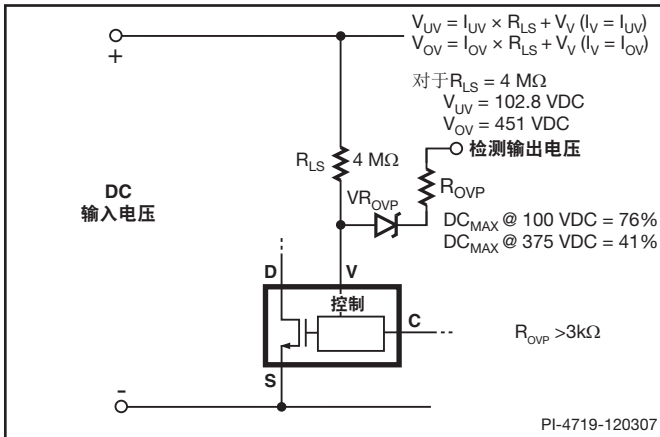 V_UV = I_UV × R_LS + V_V (I_V = I_UV)
V_OV = I_OV × R_LS + V_V (I_V = I_OV)
+
对于R_LS = 4 MΩ
V_UV = 102.8 VDC
V_OV = 451 VDC
检测输出电压
R_LS 4 MΩ
R_OVP
VR_OVP
DC
输入电压
DC_MAX @ 100 VDC = 76%
DC_MAX @ 375 VDC = 41%
D V
控制
C
R_OVP >3kΩ
S
-
PI-4719-120307